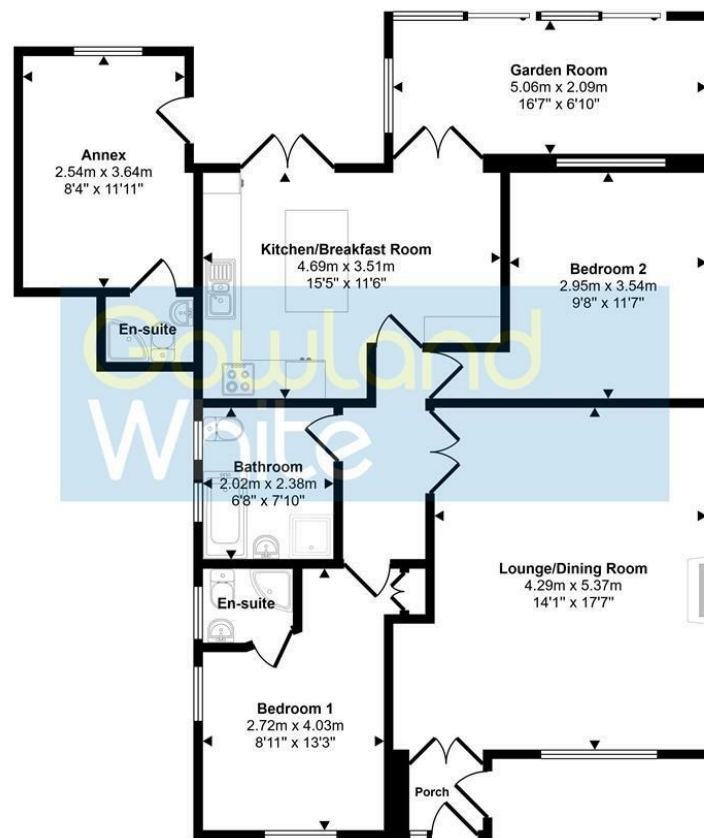 Garden Room
5.06m x 2.09m
16'7" x 6'10"
Annex
2.54m x 3.64m
8'4" x 11'11"
Kitchen/Breakfast Room
4.69m x 3.51m
15'5" x 11'6"
Bedroom 2
2.95m x 3.54m
9'8" x 11'7"
En-suite
Gowland
White
Bathroom
2.02m x 2.38m
6'8" x 7'10"
Lounge/Dining Room
4.29m x 5.37m
14'1" x 17'7"
En-suite
Bedroom 1
2.72m x 4.03m
8'11" x 13'3"
Porch